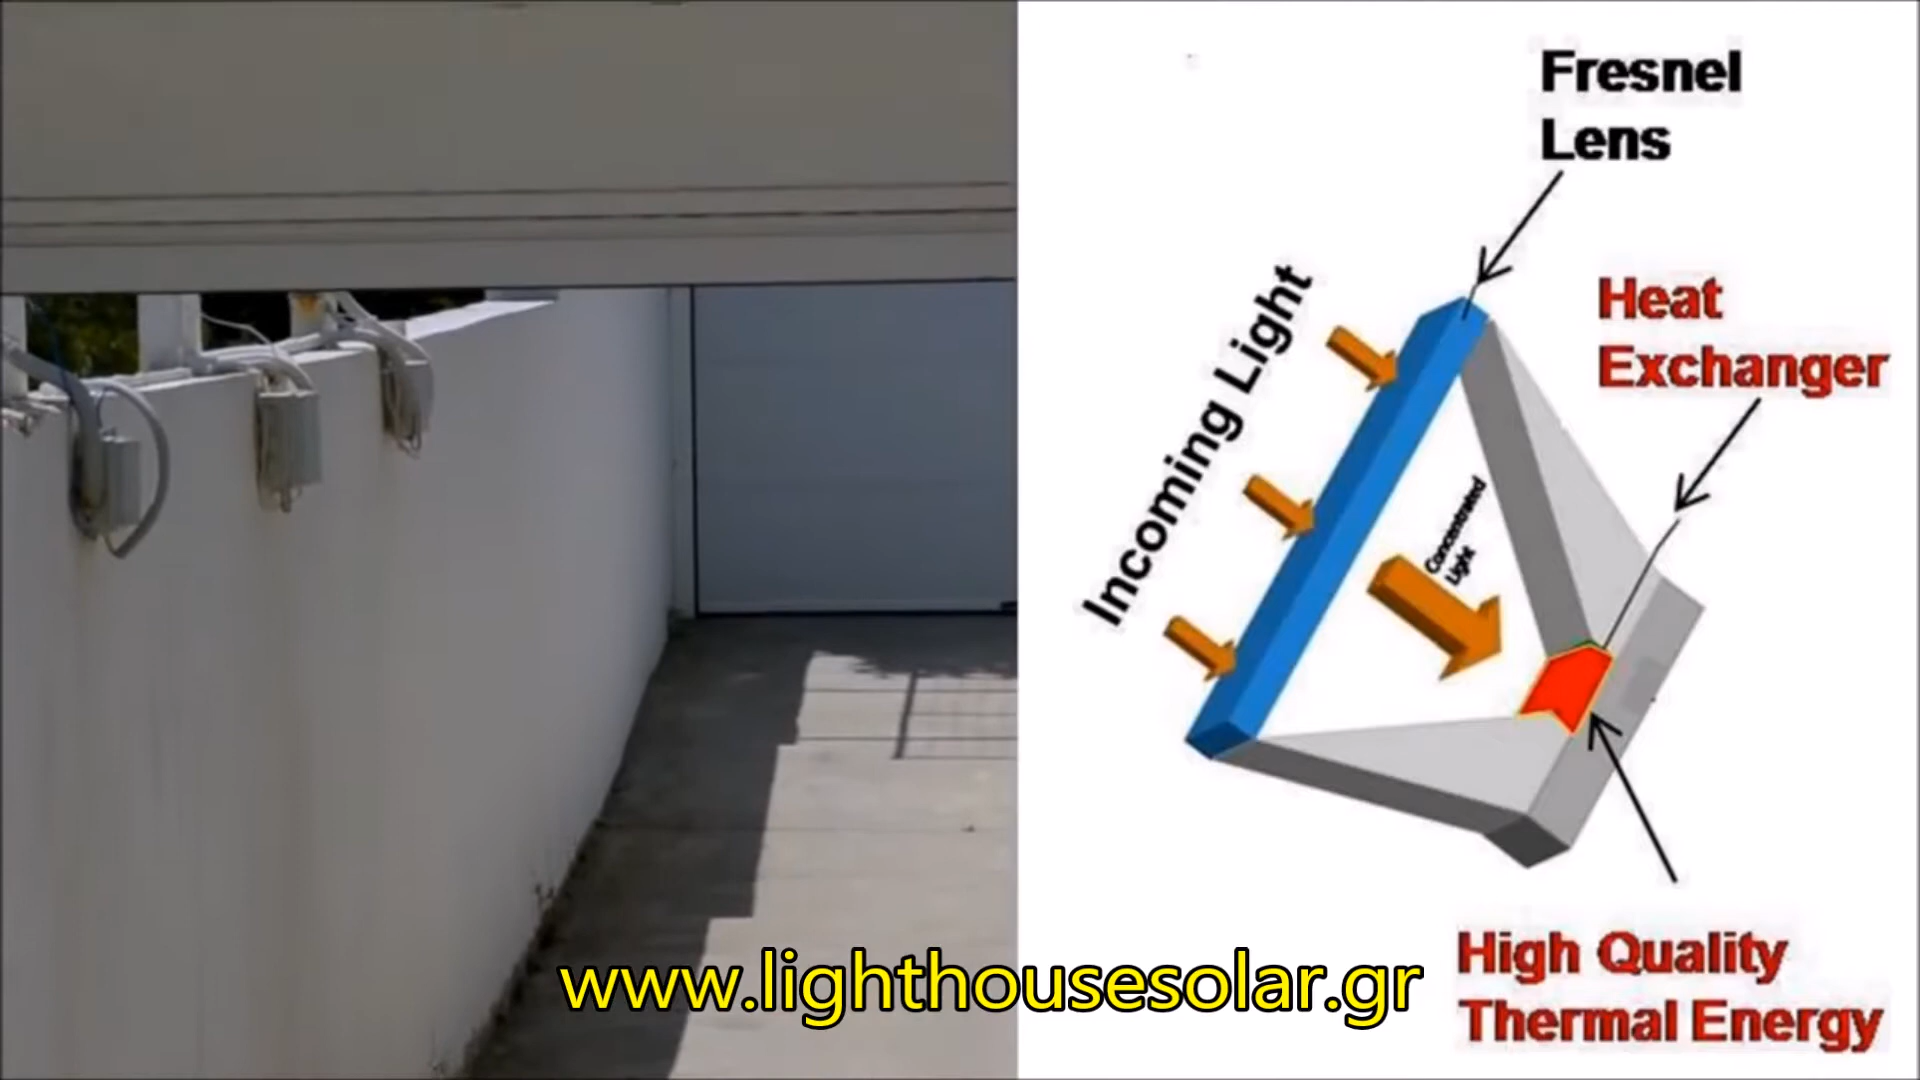 Fresnel
Lens
Heat
Exchanger
Incoming Light
Concentrated
Light
High Quality
Thermal Energy
www.lighthousesolar.gr